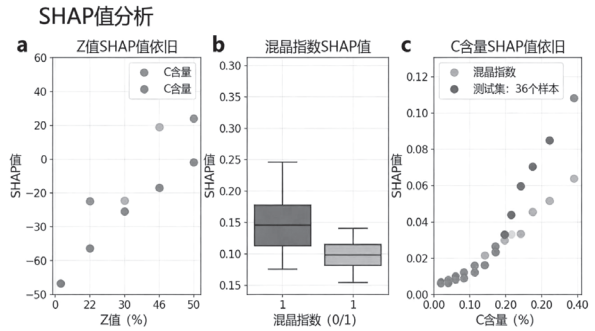 SHAP值分析
a
Z值SHAP值依旧
60
20
20
0
−20
−40
−60
−50
SHAP值
C含量
C含量
0
22
30
46
50
Z值（%）
b
混晶指数SHAP值
0.30
0.35
0.30
0.20
0.15
0.10
0.15
SHAP值
1
1
混晶指数（0/1）
c
C含量SHAP值依旧
0.12
0.10
0.08
0.06
0.04
0.02
0.00
SHAP值
混晶指数
测试集：36个样本
0.00
0.10
0.20
0.20
0.40
C含量（%）